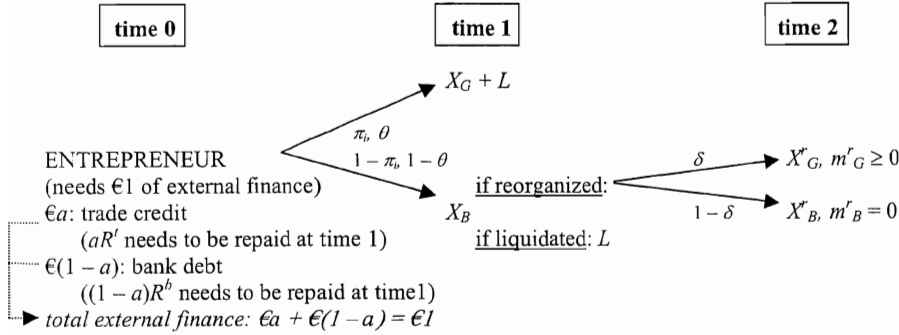 time 0 time 1 time 2
X_G + L
π_i, θ
1 − π_i, 1 − θ
ENTREPRENEUR
δ
X^r_G, m^r_G ≥ 0
(needs €1 of external finance)
if reorganized:
€a: trade credit
X_B
1 − δ
X^r_B, m^r_B = 0
(aR^t needs to be repaid at time 1)
if liquidated: L
€(1 − a): bank debt
((1 − a)R^b needs to be repaid at time1)
total external finance: €a + €(1 − a) = €1